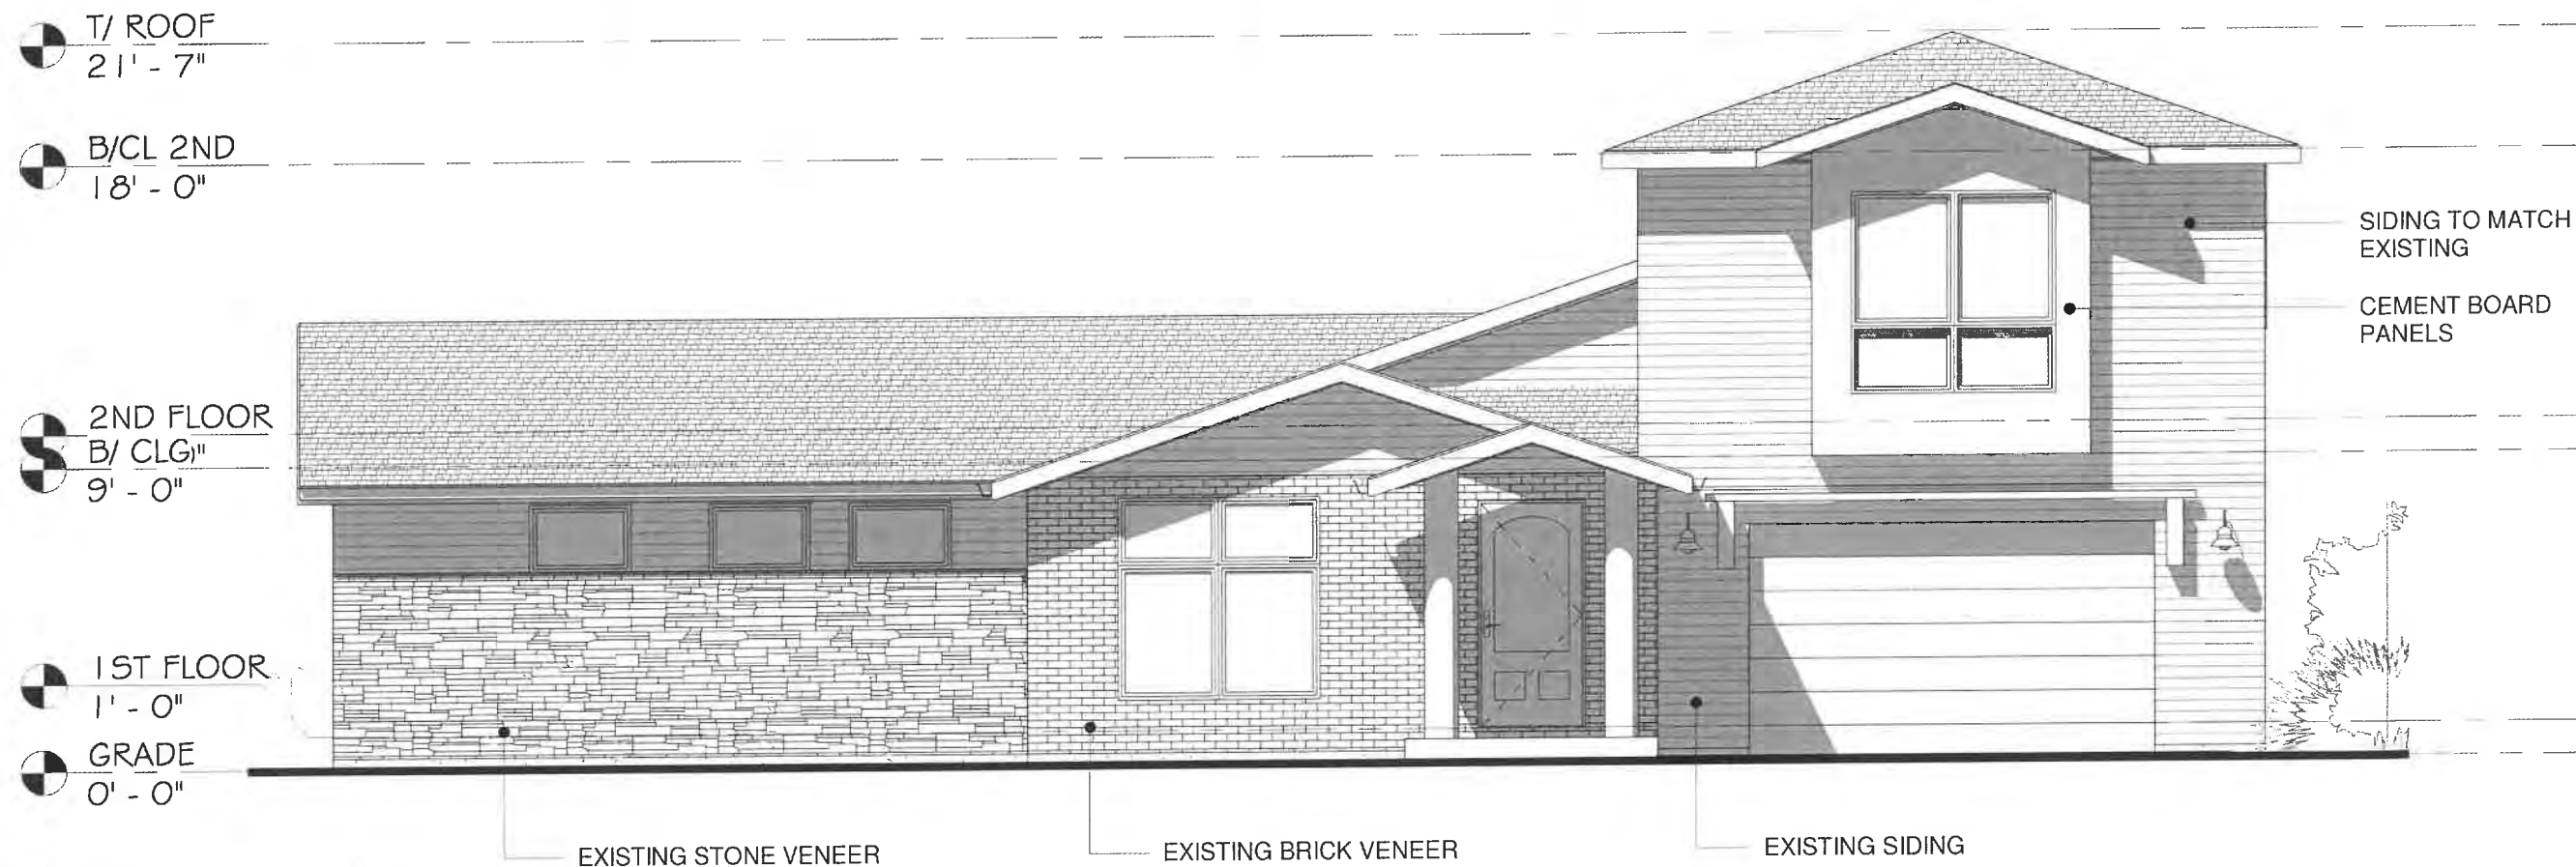 T/ ROOF
21' - 7"
B/CL 2ND
18' - 0"
2ND FLOOR
B/ CLG
9' - 0"
1ST FLOOR
1' - 0"
GRADE
0' - 0"
SIDING TO MATCH
EXISTING
CEMENT BOARD
PANELS
EXISTING STONE VENEER
EXISTING BRICK VENEER
EXISTING SIDING